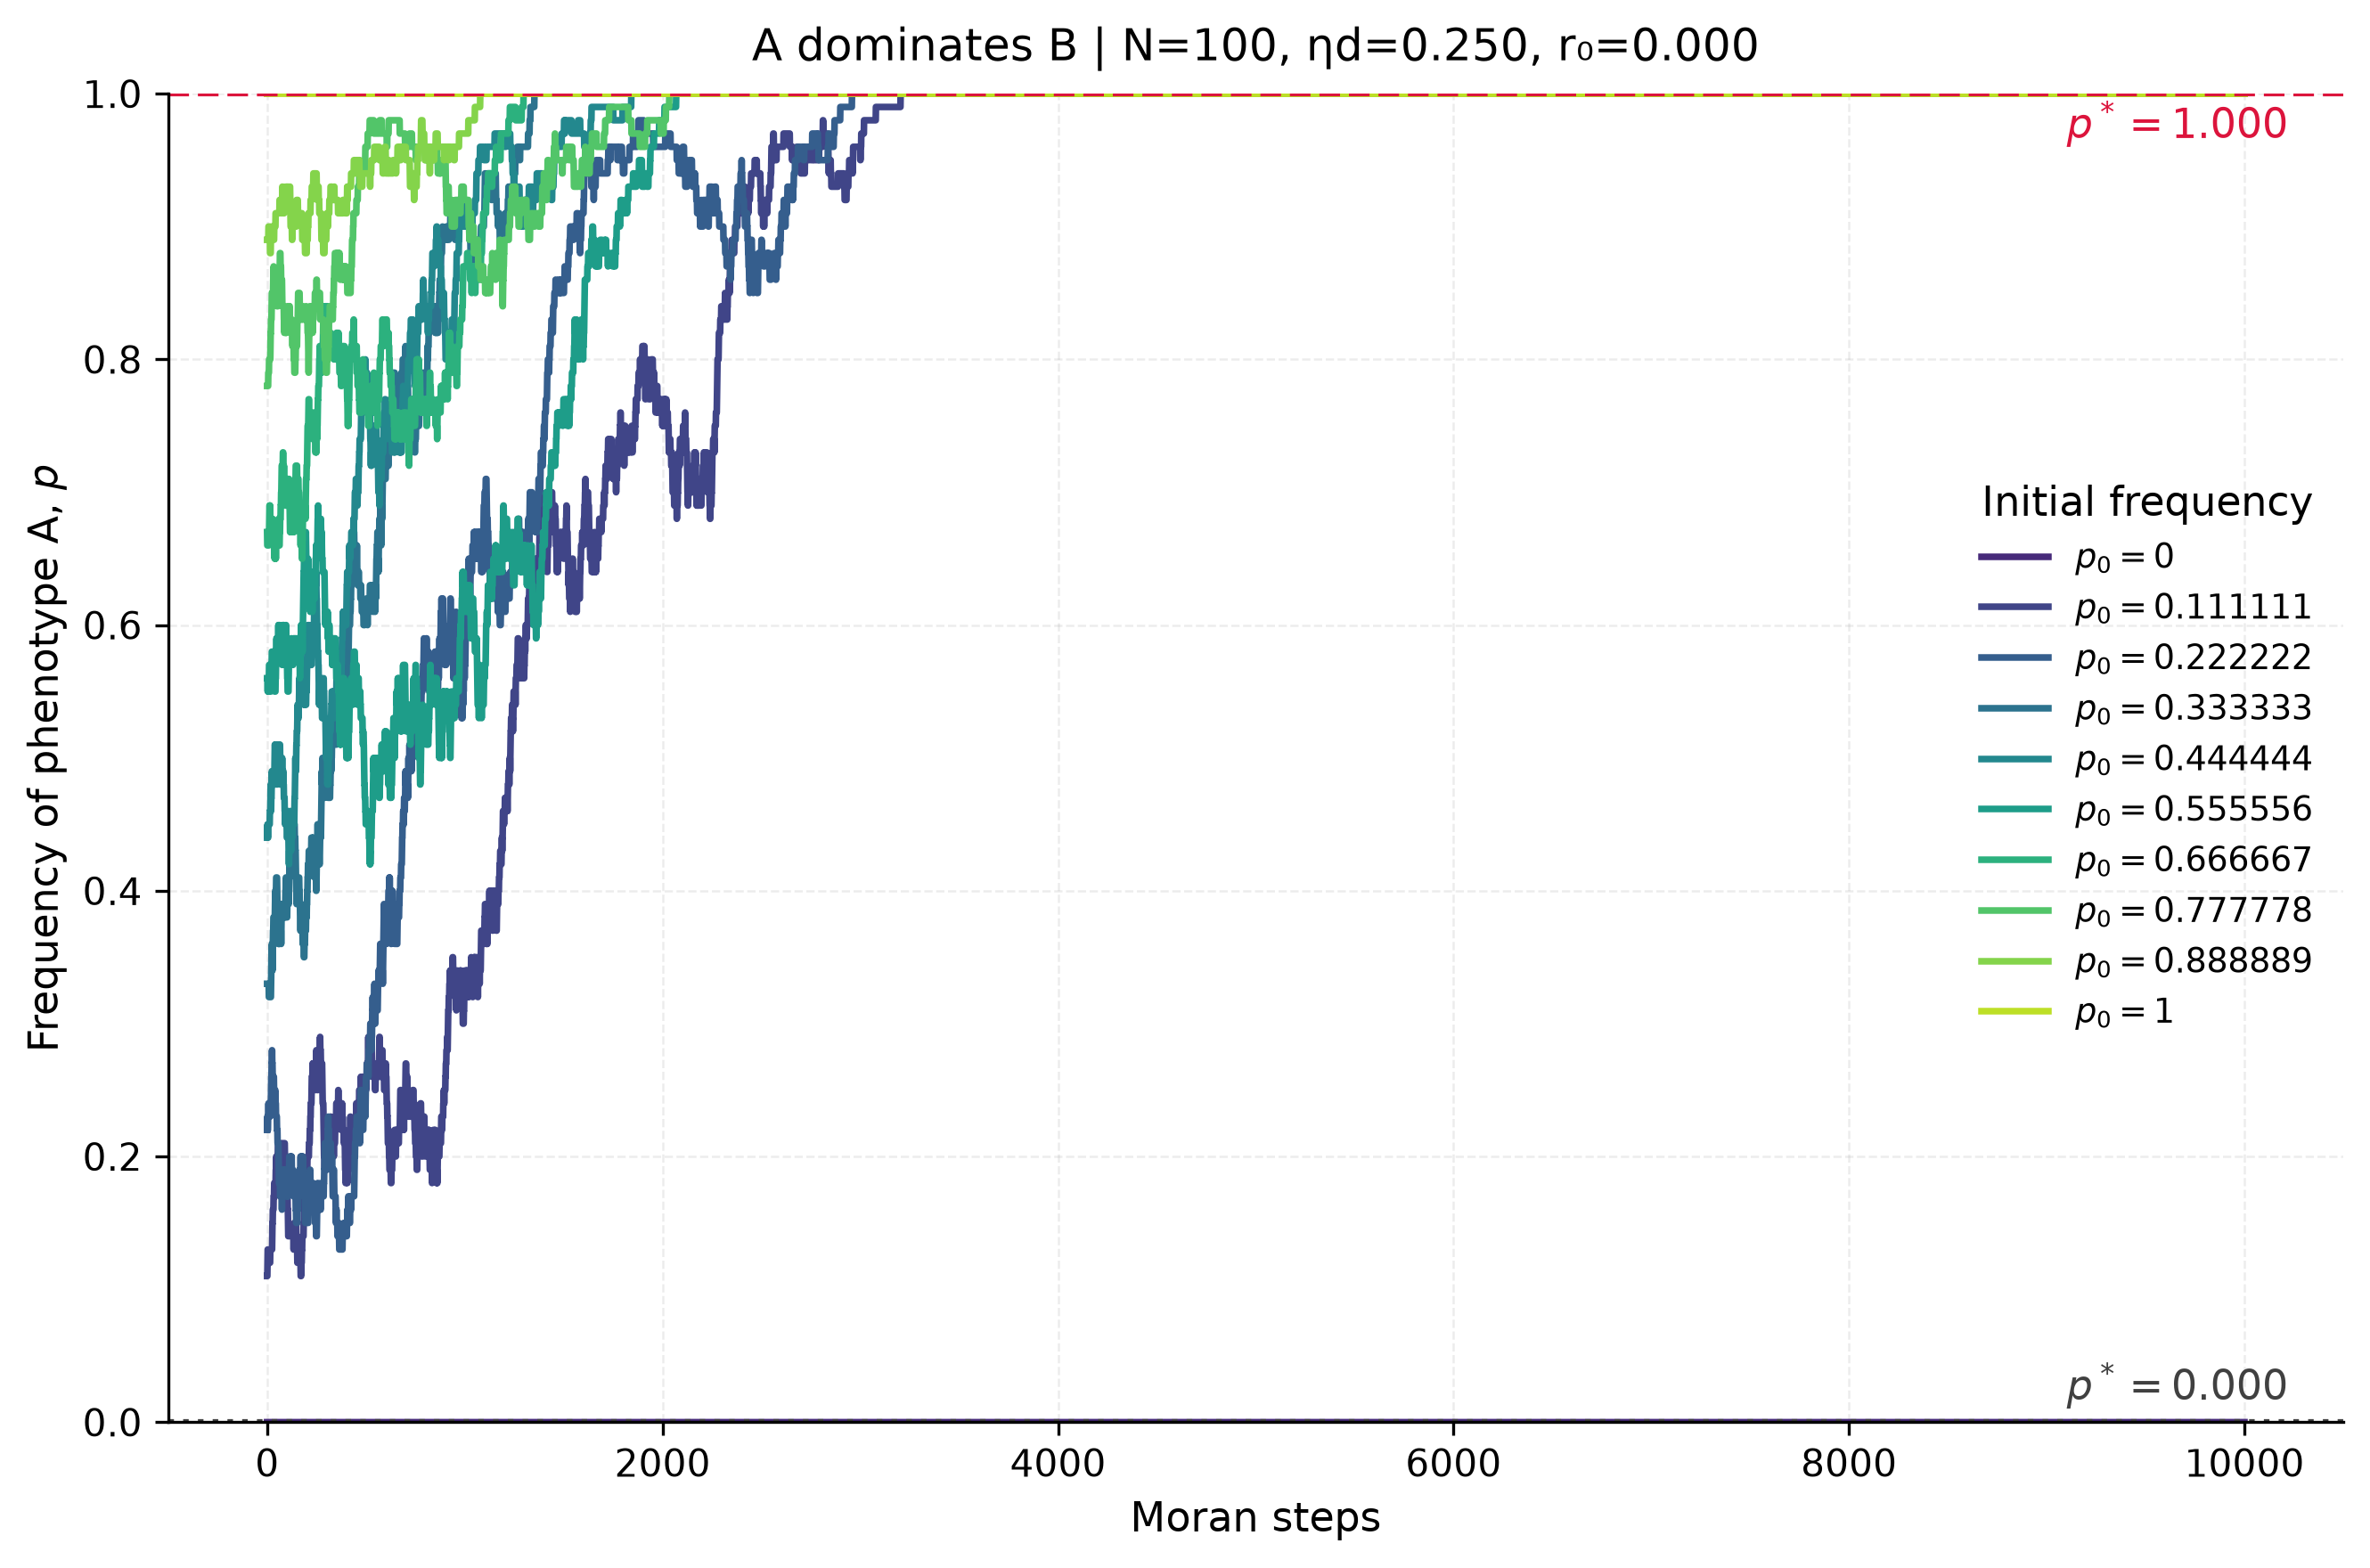 A dominates B | N=100, ηd=0.250, r₀=0.000
1.0
0.8
0.6
0.4
0.2
0.0
Frequency of phenotype A, p
p* = 1.000
Initial frequency
p₀ = 0
p₀ = 0.111111
p₀ = 0.222222
p₀ = 0.333333
p₀ = 0.444444
p₀ = 0.555556
p₀ = 0.666667
p₀ = 0.777778
p₀ = 0.888889
p₀ = 1
p* = 0.000
0 2000 4000 6000 8000 10000
Moran steps